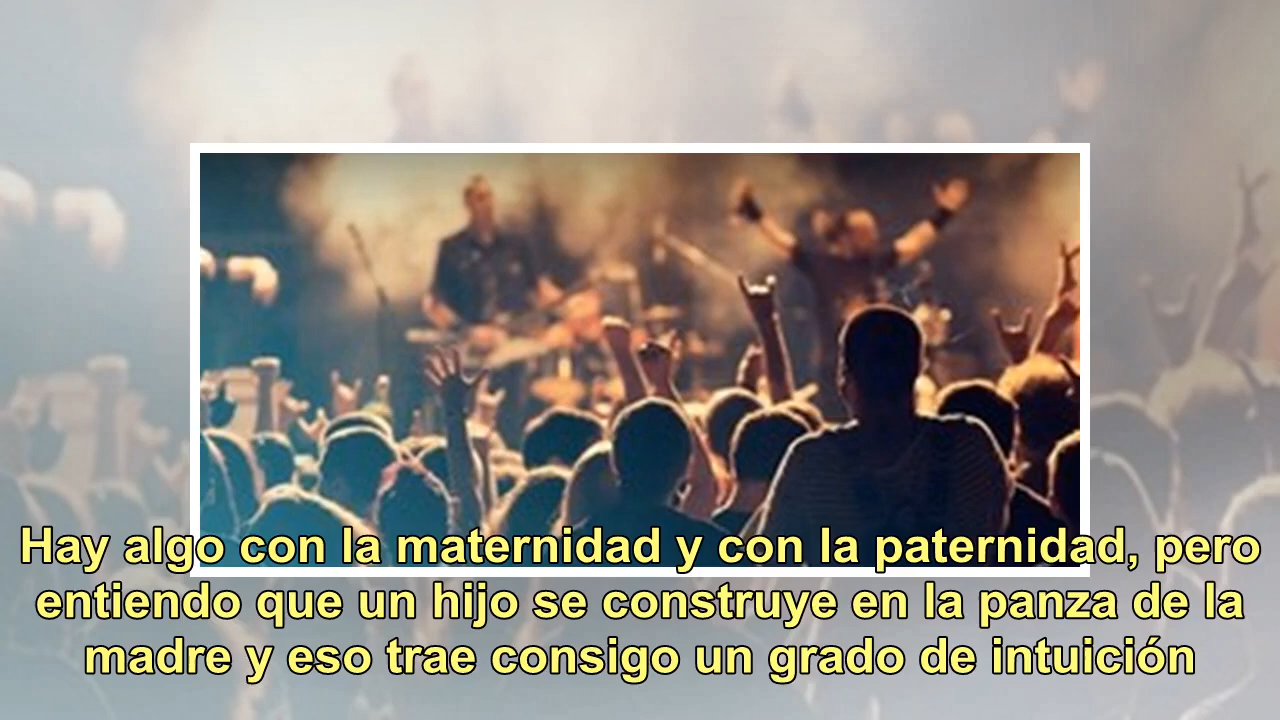 Hay algo con la maternidad y con la paternidad, pero
entiendo que un hijo se construye en la panza de la
madre y eso trae consigo un grado de intuición